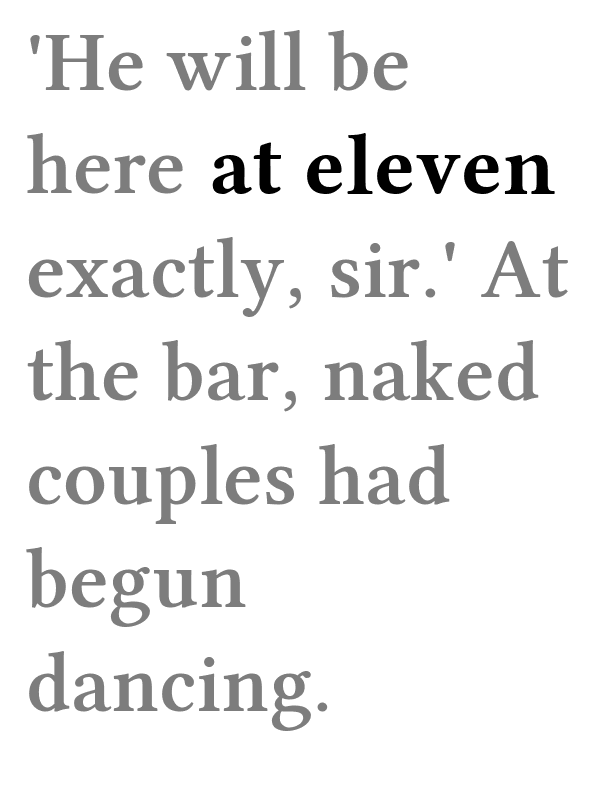 'He will be
here at eleven
exactly, sir.' At
the bar, naked
couples had
begun
dancing.